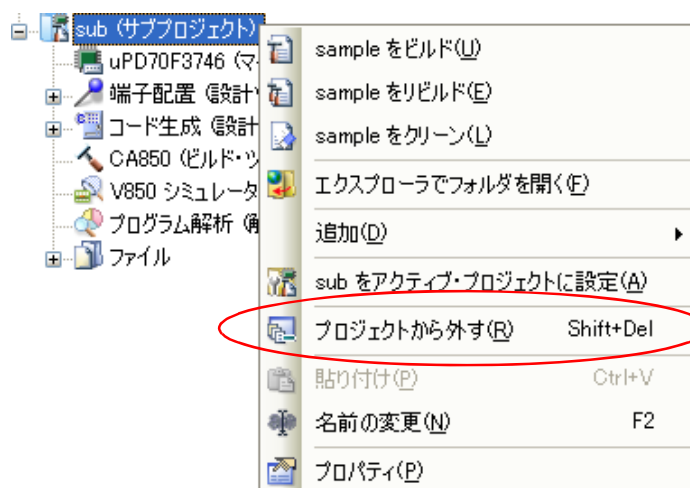 sub (サブプロジェクト)
uPD70F3746 (マ
端子配置 (設計
コード生成 (設計
CA850 (ビルド・ツ
V850 シミュレータ
プログラム解析 (解
ファイル
sample をビルド(U)
sample をリビルド(E)
sample をクリーン(L)
エクスプローラでフォルダを開く(F)
追加(D)
sub をアクティブ・プロジェクトに設定(A)
プロジェクトから外す(R) Shift+Del
貼り付け(P) Ctrl+V
名前の変更(N) F2
プロパティ(P)